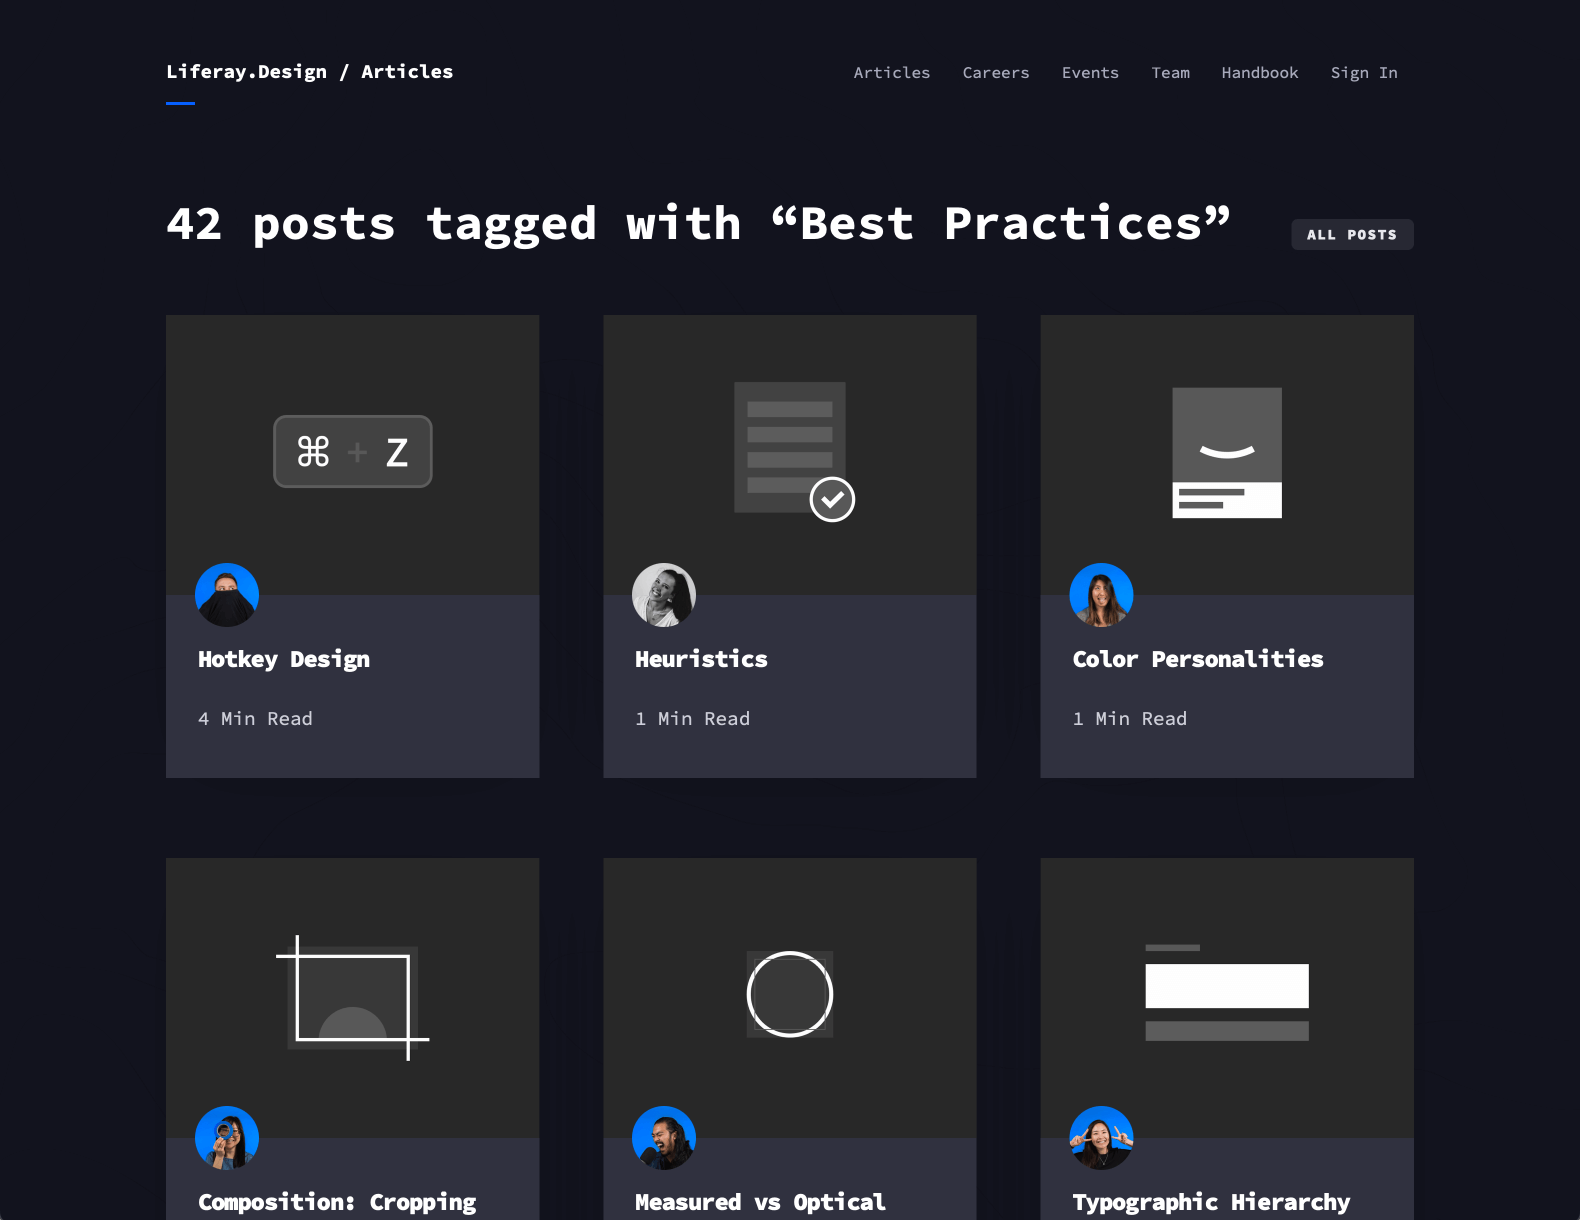 Liferay.Design / Articles
Articles Careers Events Team Handbook Sign In
42 posts tagged with “Best Practices”
ALL POSTS
⌘ + Z
Hotkey Design
4 Min Read
Heuristics
1 Min Read
Color Personalities
1 Min Read
Composition: Cropping
Measured vs Optical
Typographic Hierarchy